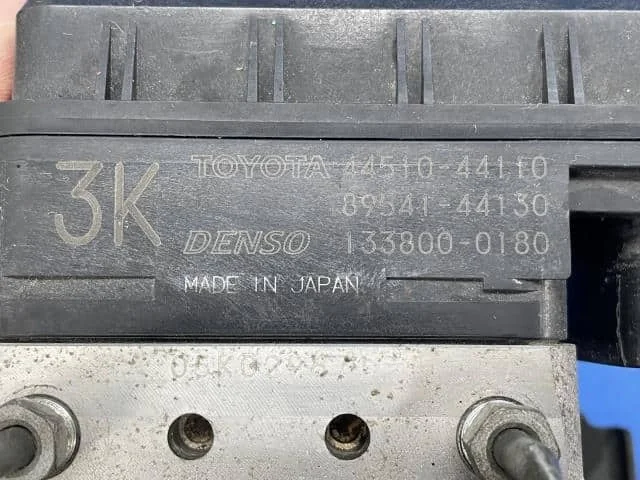 3K
TOYOTA 44510-44110
89541-44130
DENSO 133800-0180
MADE IN JAPAN